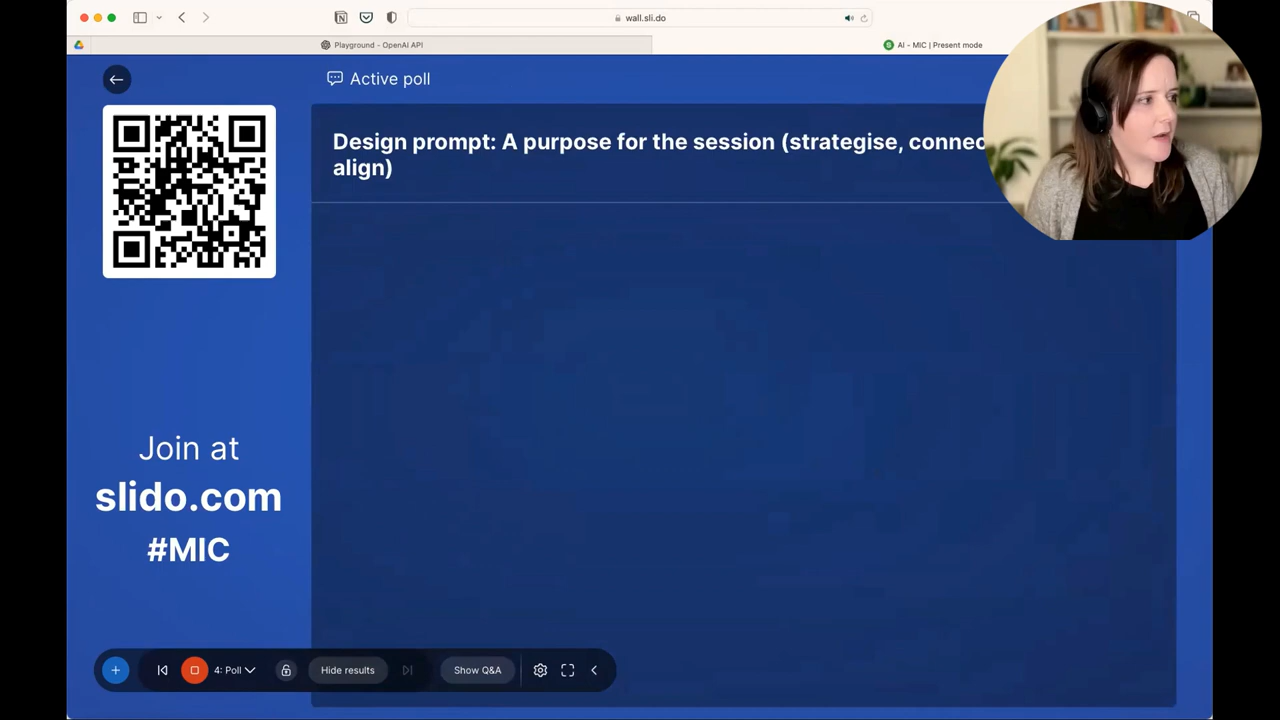 wall.sli.do
Playground - OpenAI API
AI - MIC | Present mode
Active poll
Design prompt: A purpose for the session (strategise,
align)
Join at
slido.com
#MIC
4: Poll
Hide results
Show Q&A